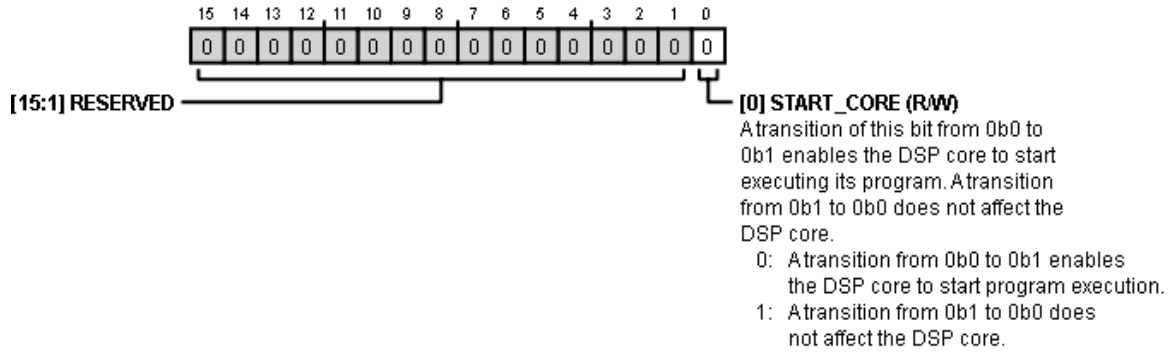 15 14 13 12 11 10 9 8 7 6 5 4 3 2 1 0
0 0 0 0 0 0 0 0 0 0 0 0 0 0 0 0
[15:1] RESERVED
[0] START_CORE (R/W)
A transition of this bit from 0b0 to
0b1 enables the DSP core to start
executing its program. A transition
from 0b1 to 0b0 does not affect the
DSP core.
0: A transition from 0b0 to 0b1 enables
the DSP core to start program execution.
1: A transition from 0b1 to 0b0 does
not affect the DSP core.